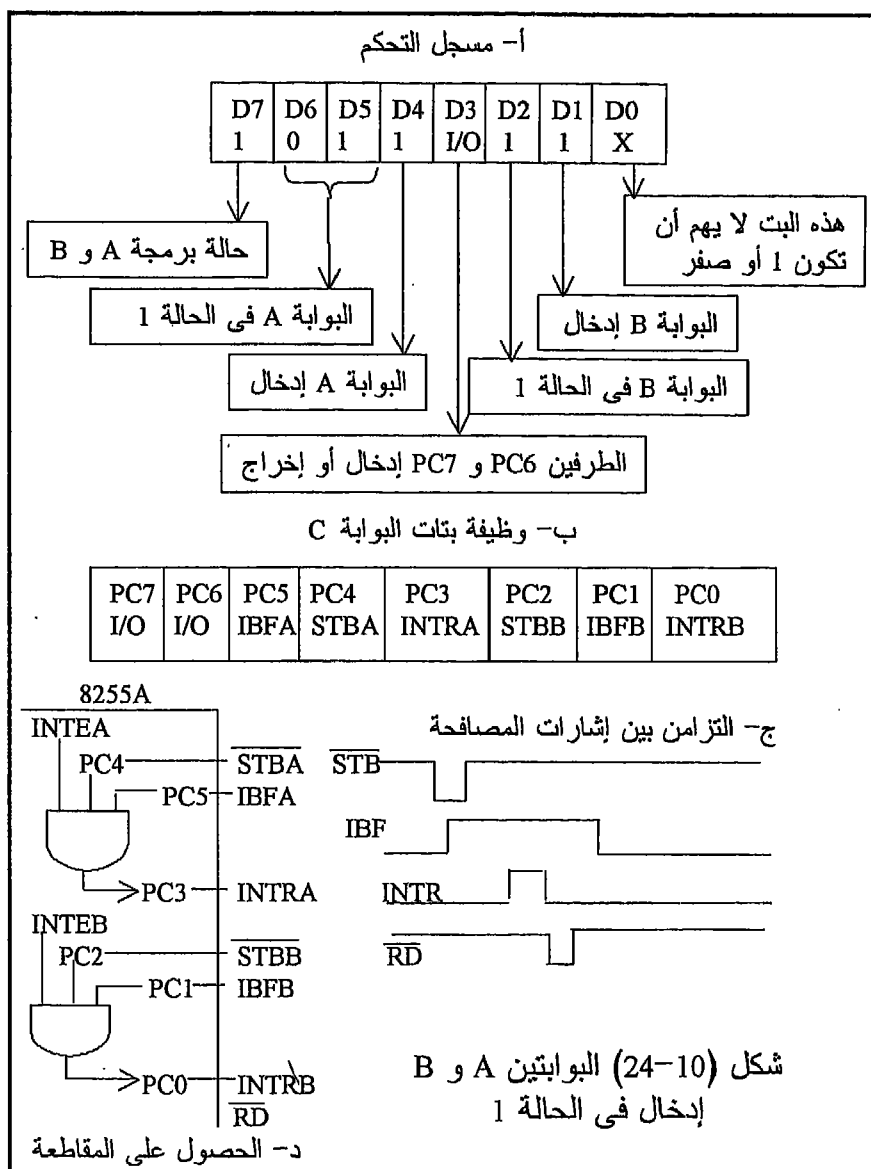 أ- مسجل التحكم
D7 D6 D5 D4 D3 D2 D1 D0
1 0 1 1 I/O 1 1 X
هذه البت لا يهم أن
تكون 1 أو صفر
حالة برمجة A و B
البوابة A فى الحالة 1
البوابة B إدخال
البوابة A إدخال
البوابة B فى الحالة 1
الطرفين PC6 و PC7 إدخال أو إخراج
ب- وظيفة بتات البوابة C
PC7 PC6 PC5 PC4 PC3 PC2 PC1 PC0
I/O I/O IBFA STBA INTRA STBB IBFB INTRB
8255A
INTEA
PC4 STBA
PC5 IBFA
PC3 INTRA
INTEB
PC2 STBB
PC1 IBFB
PC0 INTRB
RD
د- الحصول على المقاطعة
ج- التزامن بين إشارات المصافحة
STB
IBF
INTR
RD
شكل (10-24) البوابتين A و B
إدخال فى الحالة 1